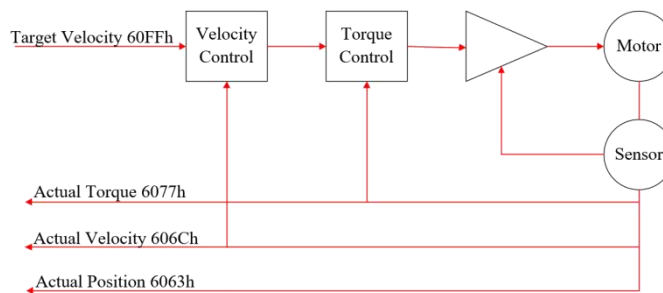 Target Velocity 60FFh
Velocity
Control
Torque
Control
Motor
Sensor
Actual Torque 6077h
Actual Velocity 606Ch
Actual Position 6063h